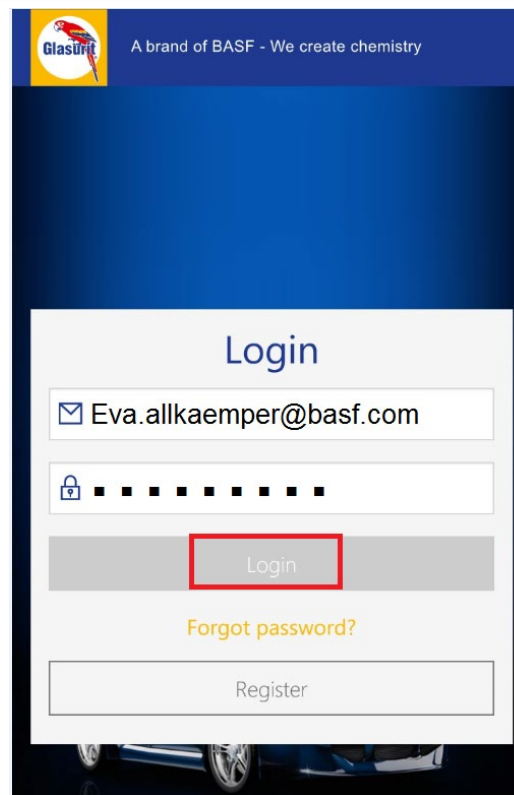 Glasurit
A brand of BASF - We create chemistry
Login
Eva.allkaemper@basf.com
Login
Forgot password?
Register